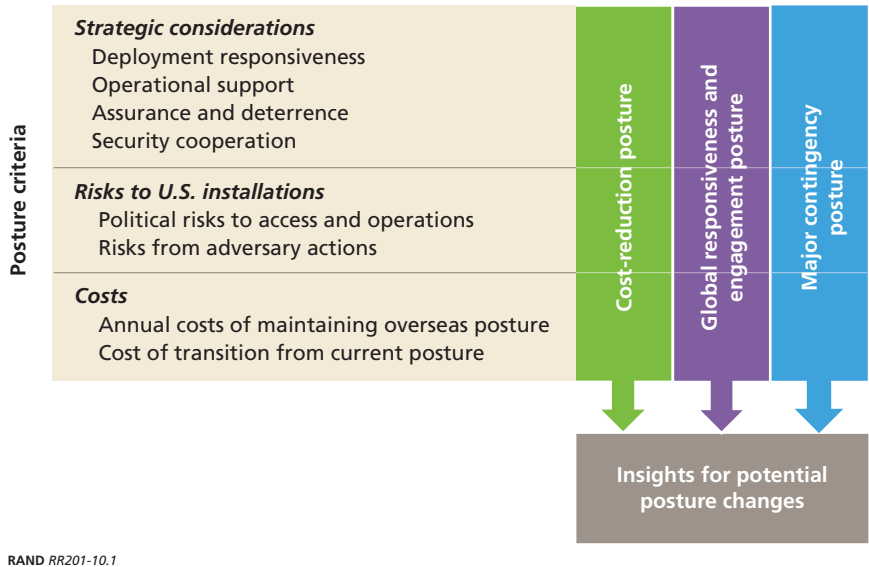 Posture criteria
Strategic considerations
Deployment responsiveness
Operational support
Assurance and deterrence
Security cooperation
Risks to U.S. installations
Political risks to access and operations
Risks from adversary actions
Costs
Annual costs of maintaining overseas posture
Cost of transition from current posture
Cost-reduction posture
Global responsiveness and
engagement posture
Major contingency
posture
Insights for potential
posture changes
RAND RR201-10.1